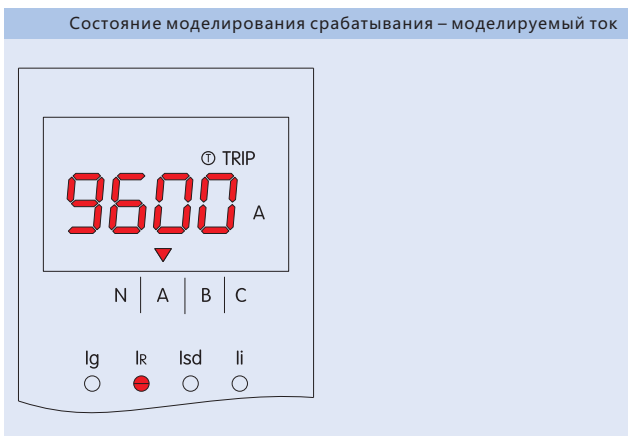 Состояние моделирования срабатывания – моделируемый ток
Ⓣ TRIP
9600 A
N A B C
Ig IR Isd Ii